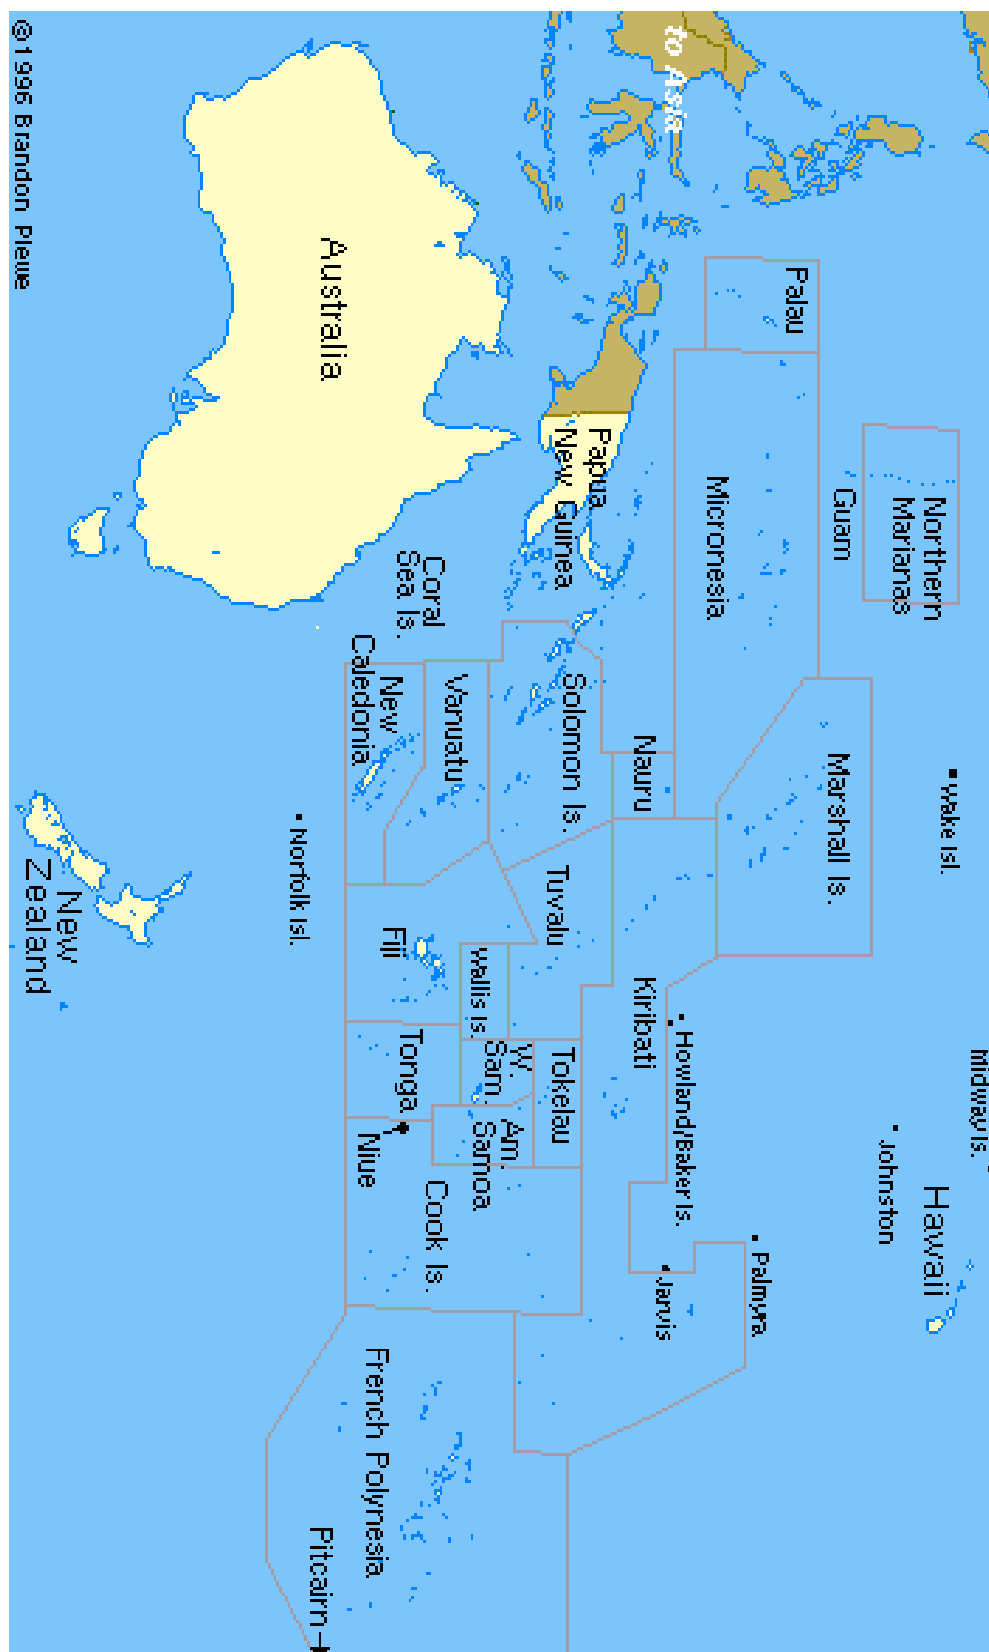 to Asia
Palau
Northern
Marianas
Guam
Micronesia
Papua
New Guinea
Australia
Coral
Sea Is.
Wake Isl.
Marshall Is.
Nauru
Solomon Is.
Vanuatu
New
Caledonia
Norfolk Isl.
New
Zealand
Tuvalu
Fiji
Wallis Is.
Kiribati
Howland/Baker Is.
Midway Is.
Johnston
Hawaii
Tokelau
W.
Sam.
Am.
Samoa
Tonga
Niue
Cook Is.
Palmyra
Jarvis
French Polynesia
Pitcairn
©1996 Brandon Plewe